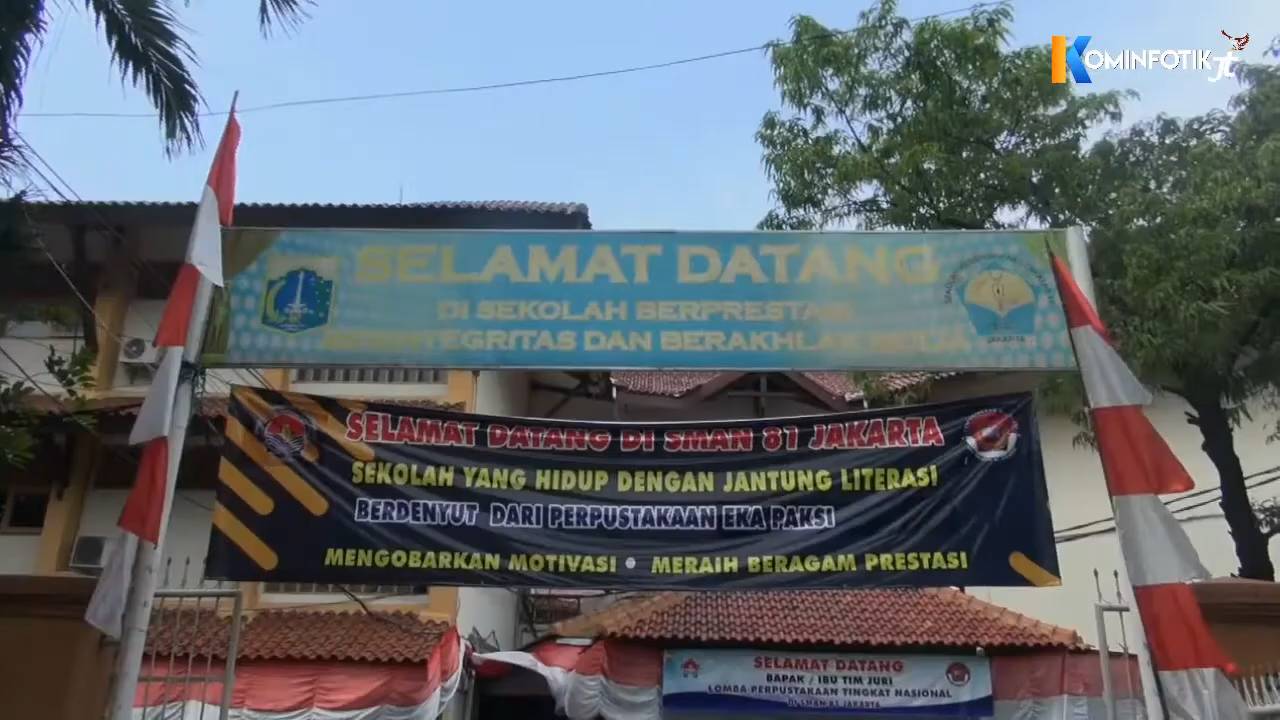 KOMINFOTIK JT
SELAMAT DATANG
DI SEKOLAH BERPRESTASI,
BERINTEGRITAS DAN BERAKHLAK MULIA
JAKARTA
SELAMAT DATANG DI SMAN 81 JAKARTA
SEKOLAH YANG HIDUP DENGAN JANTUNG LITERASI
BERDENYUT DARI PERPUSTAKAAN EKA PAKSI
MENGOBARKAN MOTIVASI • MERAIH BERAGAM PRESTASI
SELAMAT DATANG
BAPAK / IBU TIM JURI
LOMBA PERPUSTAKAAN TINGKAT NASIONAL
DI SMAN 81 JAKARTA